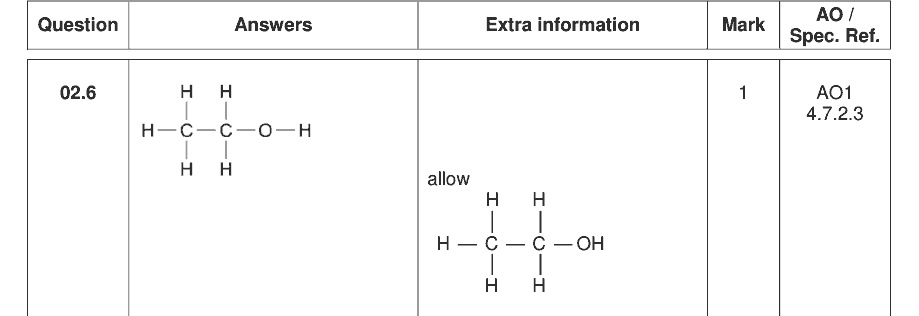 Question Answers Extra information Mark AO /
Spec. Ref.
02.6 1 AO1
4.7.2.3
H H
H—C—C—O—H
H H
allow
H H
H — C — C — OH
H H